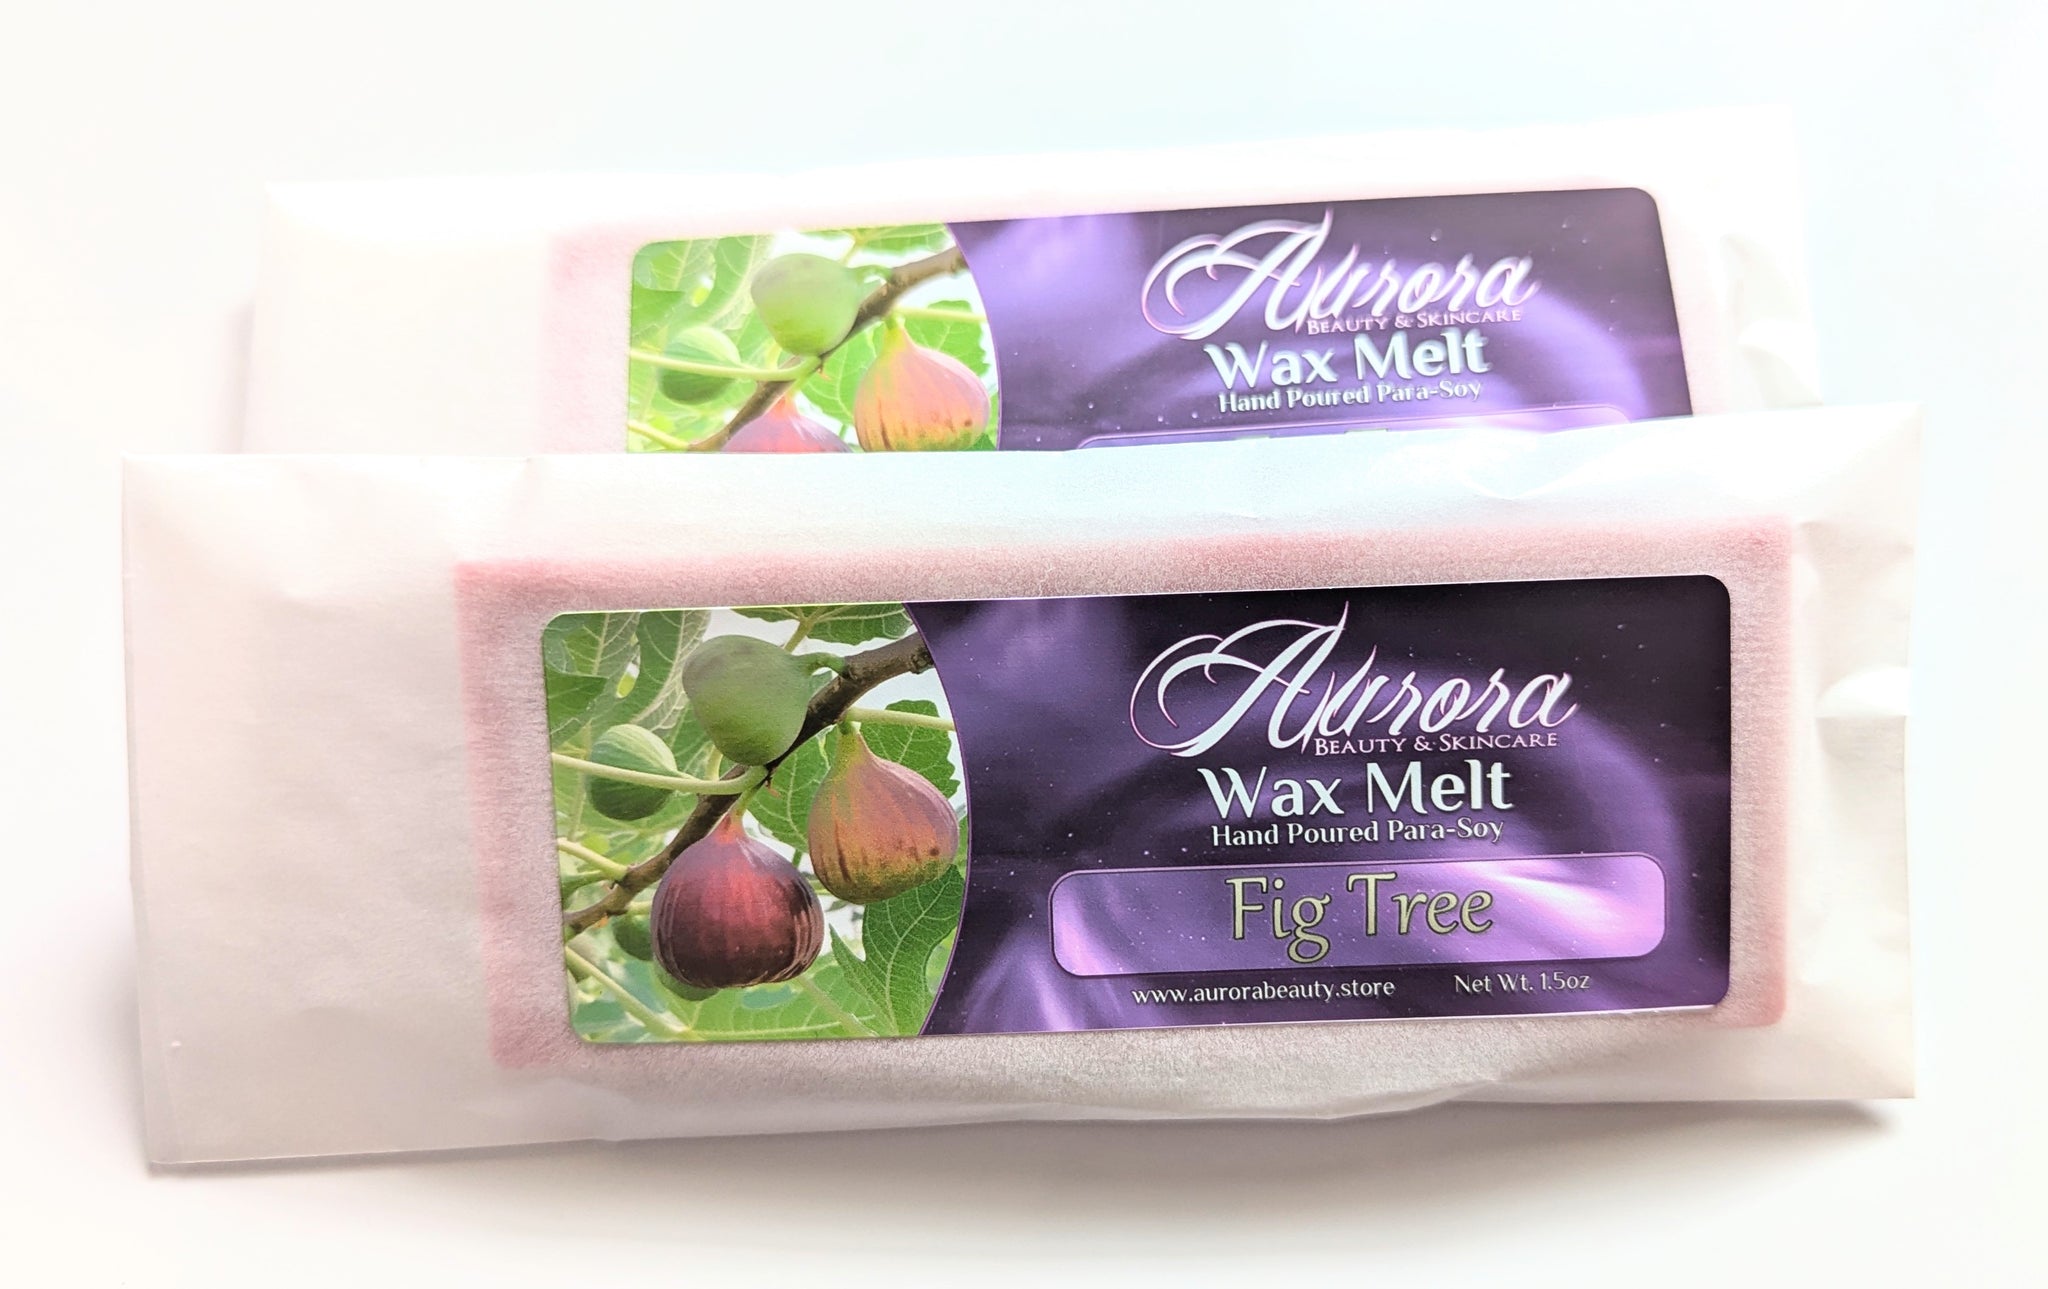 Aurora
BEAUTY & SKINCARE
Wax Melt
Hand Poured Para-Soy
Aurora
BEAUTY & SKINCARE
Wax Melt
Hand Poured Para-Soy
Fig Tree
www.aurorabeauty.store Net Wt. 1.5oz